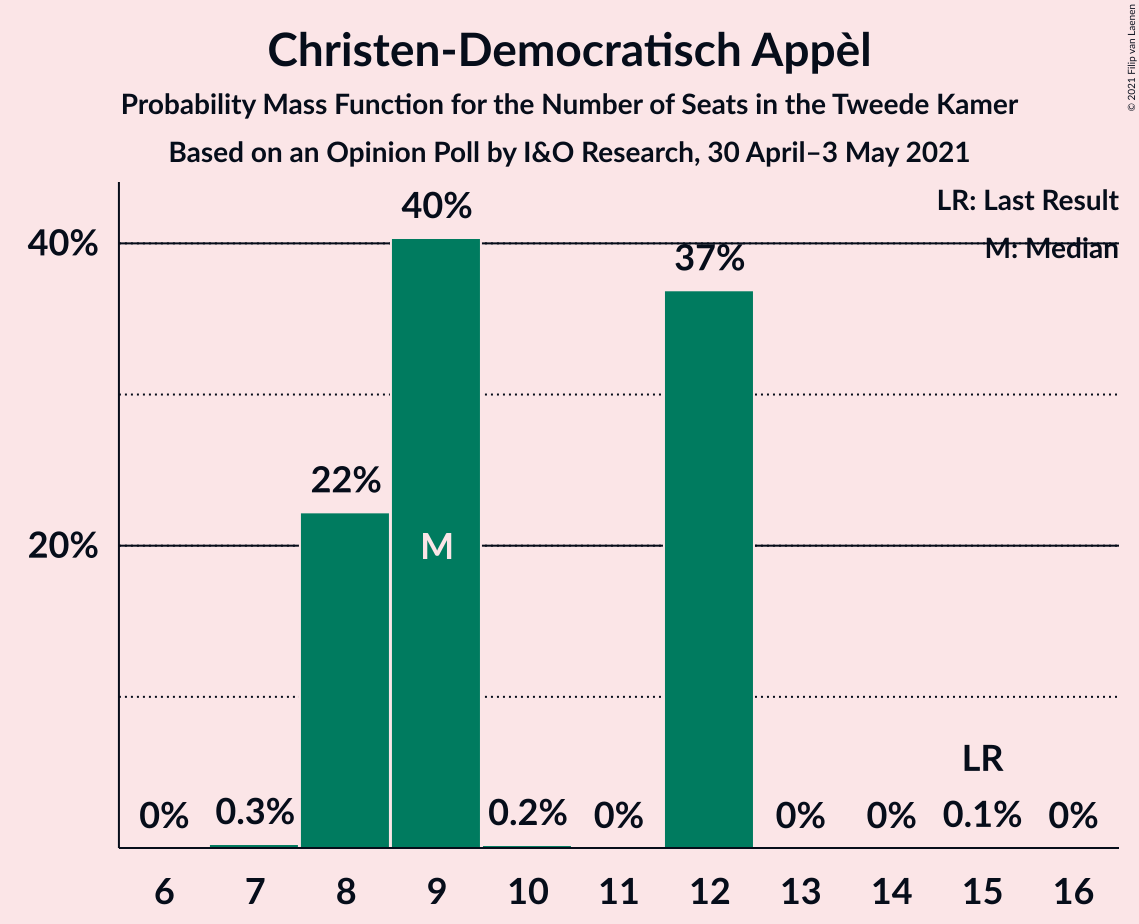 Christen-Democratisch Appèl
Probability Mass Function for the Number of Seats in the Tweede Kamer
Based on an Opinion Poll by I&O Research, 30 April–3 May 2021
© 2021 Filip van Laenen
LR: Last Result
M: Median
40%
20%
0%
0.3%
22%
40%
M
0.2%
0%
37%
0%
0%
LR
0.1%
0%
6 7 8 9 10 11 12 13 14 15 16